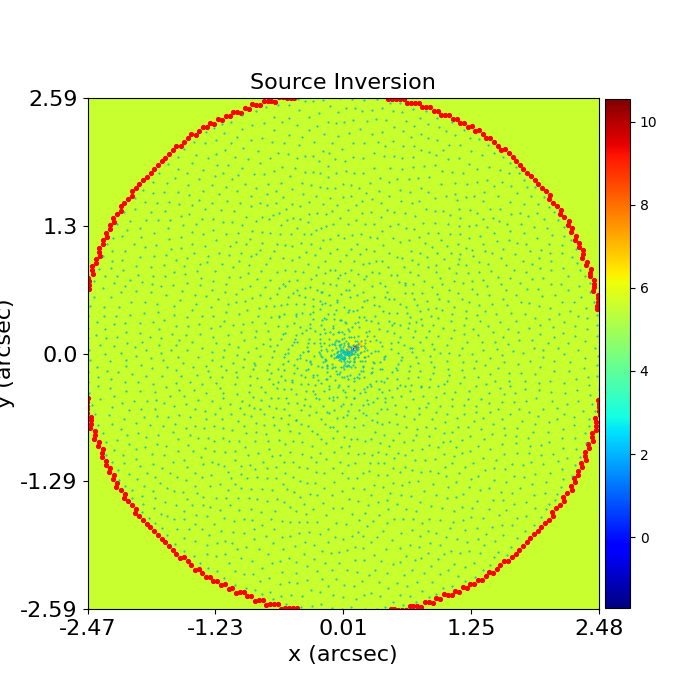 Source Inversion
2.59
1.3
0.0
-1.29
-2.59
y (arcsec)
-2.47 -1.23 0.01 1.25 2.48
x (arcsec)
10
8
6
4
2
0